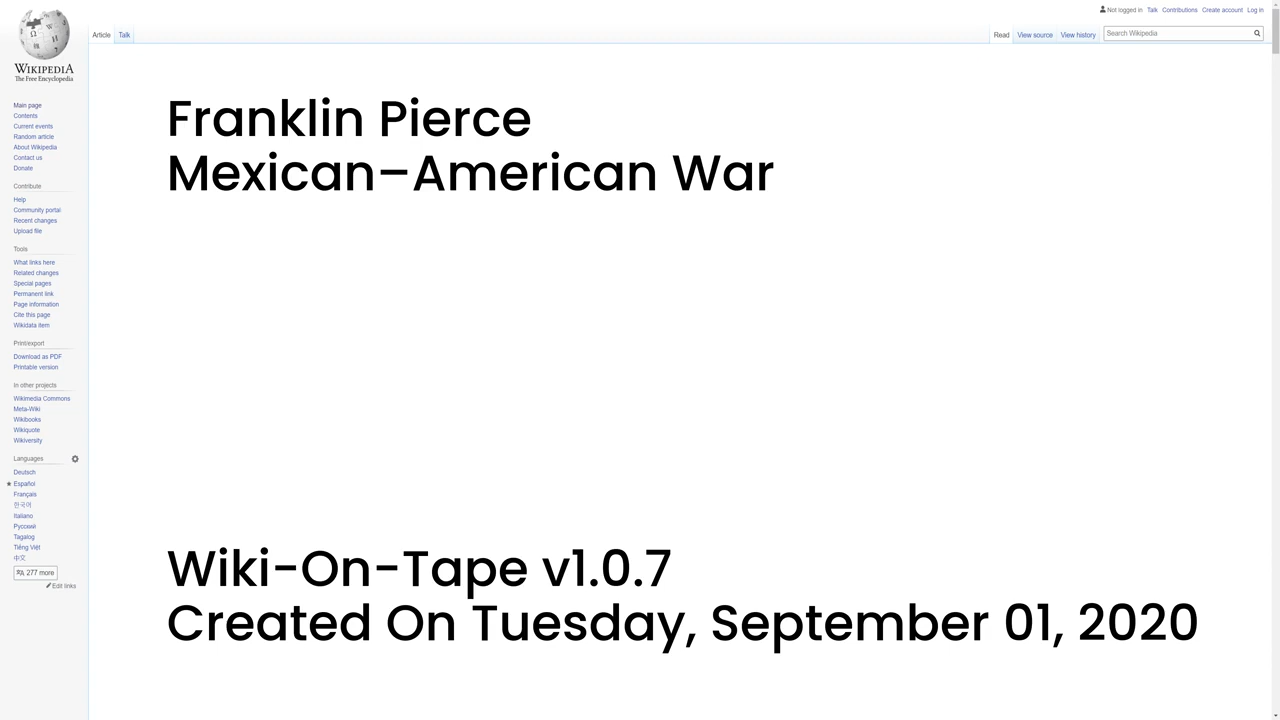 Not logged in Talk Contributions Create account Log in
Article Talk Read View source View history Search Wikipedia
WIKIPEDIA
The Free Encyclopedia
Main page
Contents
Current events
Random article
About Wikipedia
Contact us
Donate
Contribute
Help
Community portal
Recent changes
Upload file
Tools
What links here
Related changes
Special pages
Permanent link
Page information
Cite this page
Wikidata item
Print/export
Download as PDF
Printable version
In other projects
Wikimedia Commons
Meta-Wiki
Wikibooks
Wikiquote
Wikiversity
Languages
Deutsch
Español
Français
한국어
Italiano
Русский
Tagalog
Tiếng Việt
中文
277 more
Edit links
Franklin Pierce
Mexican–American War
Wiki-On-Tape v1.0.7
Created On Tuesday, September 01, 2020